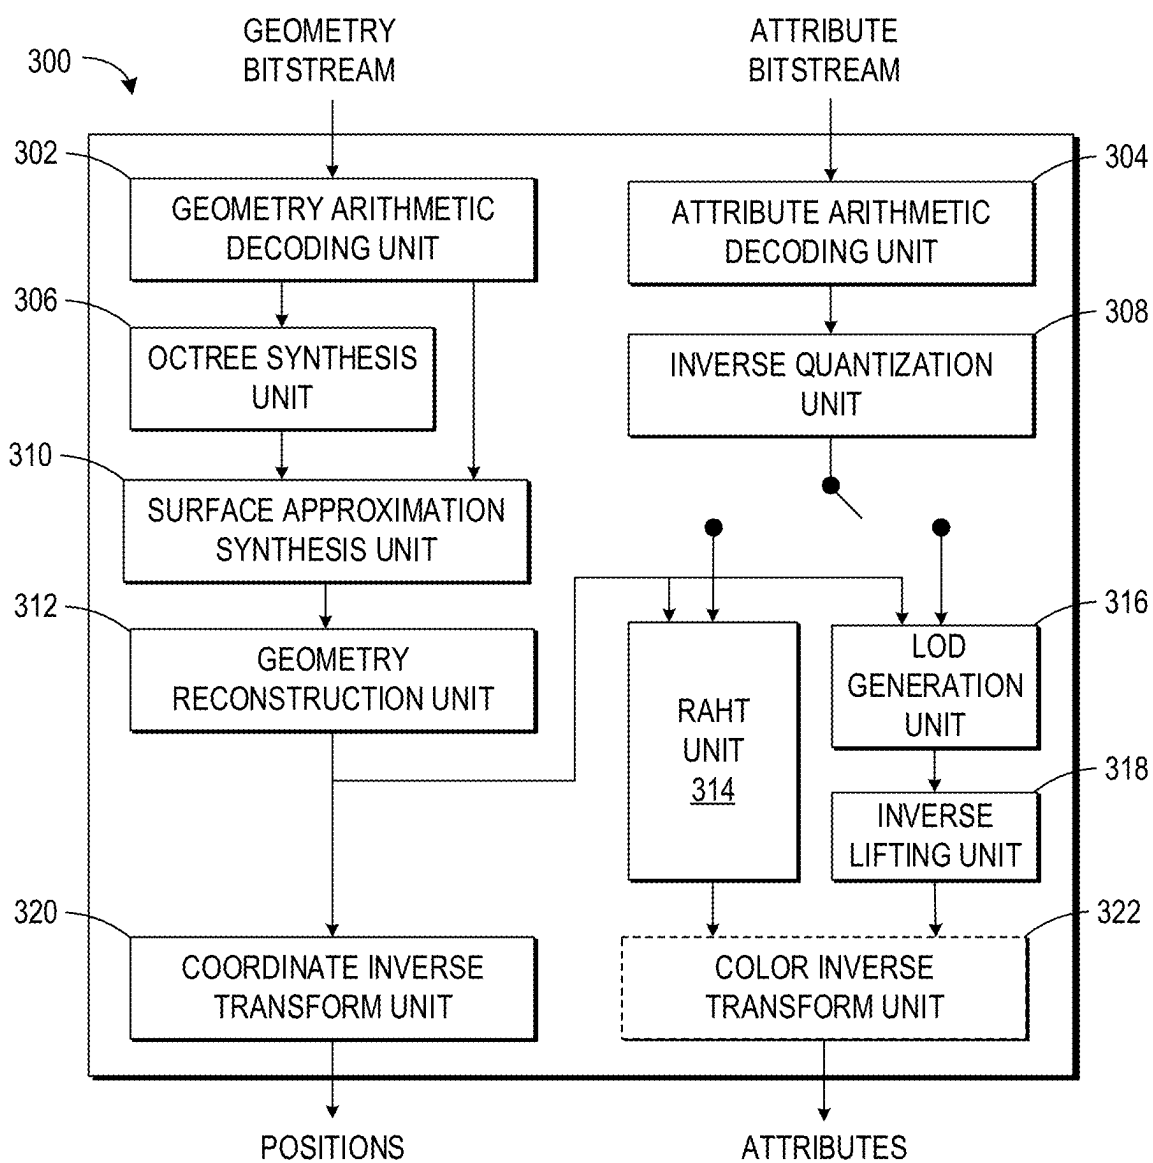 GEOMETRY
BITSTREAM
ATTRIBUTE
BITSTREAM
300
302
GEOMETRY ARITHMETIC
DECODING UNIT
304
ATTRIBUTE ARITHMETIC
DECODING UNIT
306
OCTREE SYNTHESIS
UNIT
308
INVERSE QUANTIZATION
UNIT
310
SURFACE APPROXIMATION
SYNTHESIS UNIT
312
GEOMETRY
RECONSTRUCTION UNIT
RAHT
UNIT
314
316
LOD
GENERATION
UNIT
318
INVERSE
LIFTING UNIT
320
COORDINATE INVERSE
TRANSFORM UNIT
322
COLOR INVERSE
TRANSFORM UNIT
POSITIONS
ATTRIBUTES